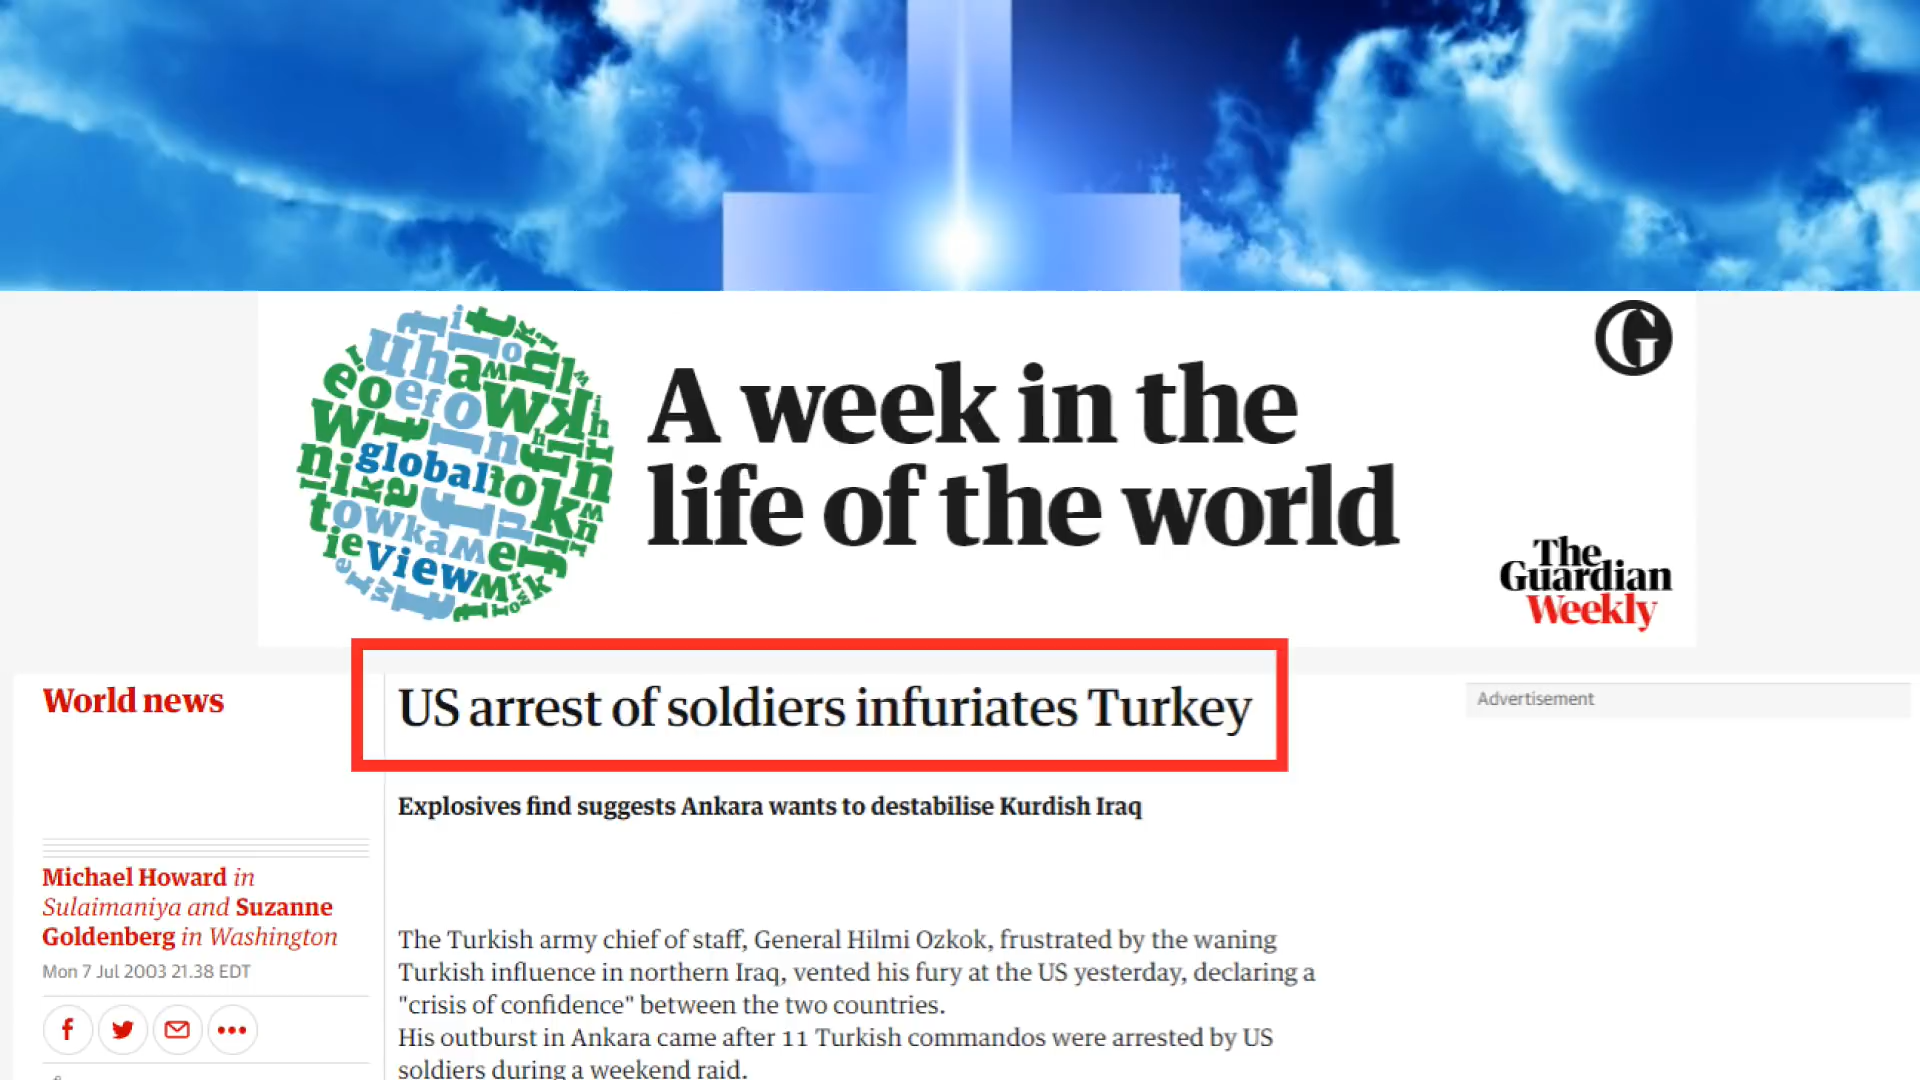 global
View
A week in the
life of the world
The
Guardian
Weekly
World news
US arrest of soldiers infuriates Turkey
Advertisement
Explosives find suggests Ankara wants to destabilise Kurdish Iraq
Michael Howard in
Sulaimaniya and Suzanne
Goldenberg in Washington
Mon 7 Jul 2003 21.38 EDT
The Turkish army chief of staff, General Hilmi Ozkok, frustrated by the waning
Turkish influence in northern Iraq, vented his fury at the US yesterday, declaring a
"crisis of confidence" between the two countries.
His outburst in Ankara came after 11 Turkish commandos were arrested by US
soldiers during a weekend raid.